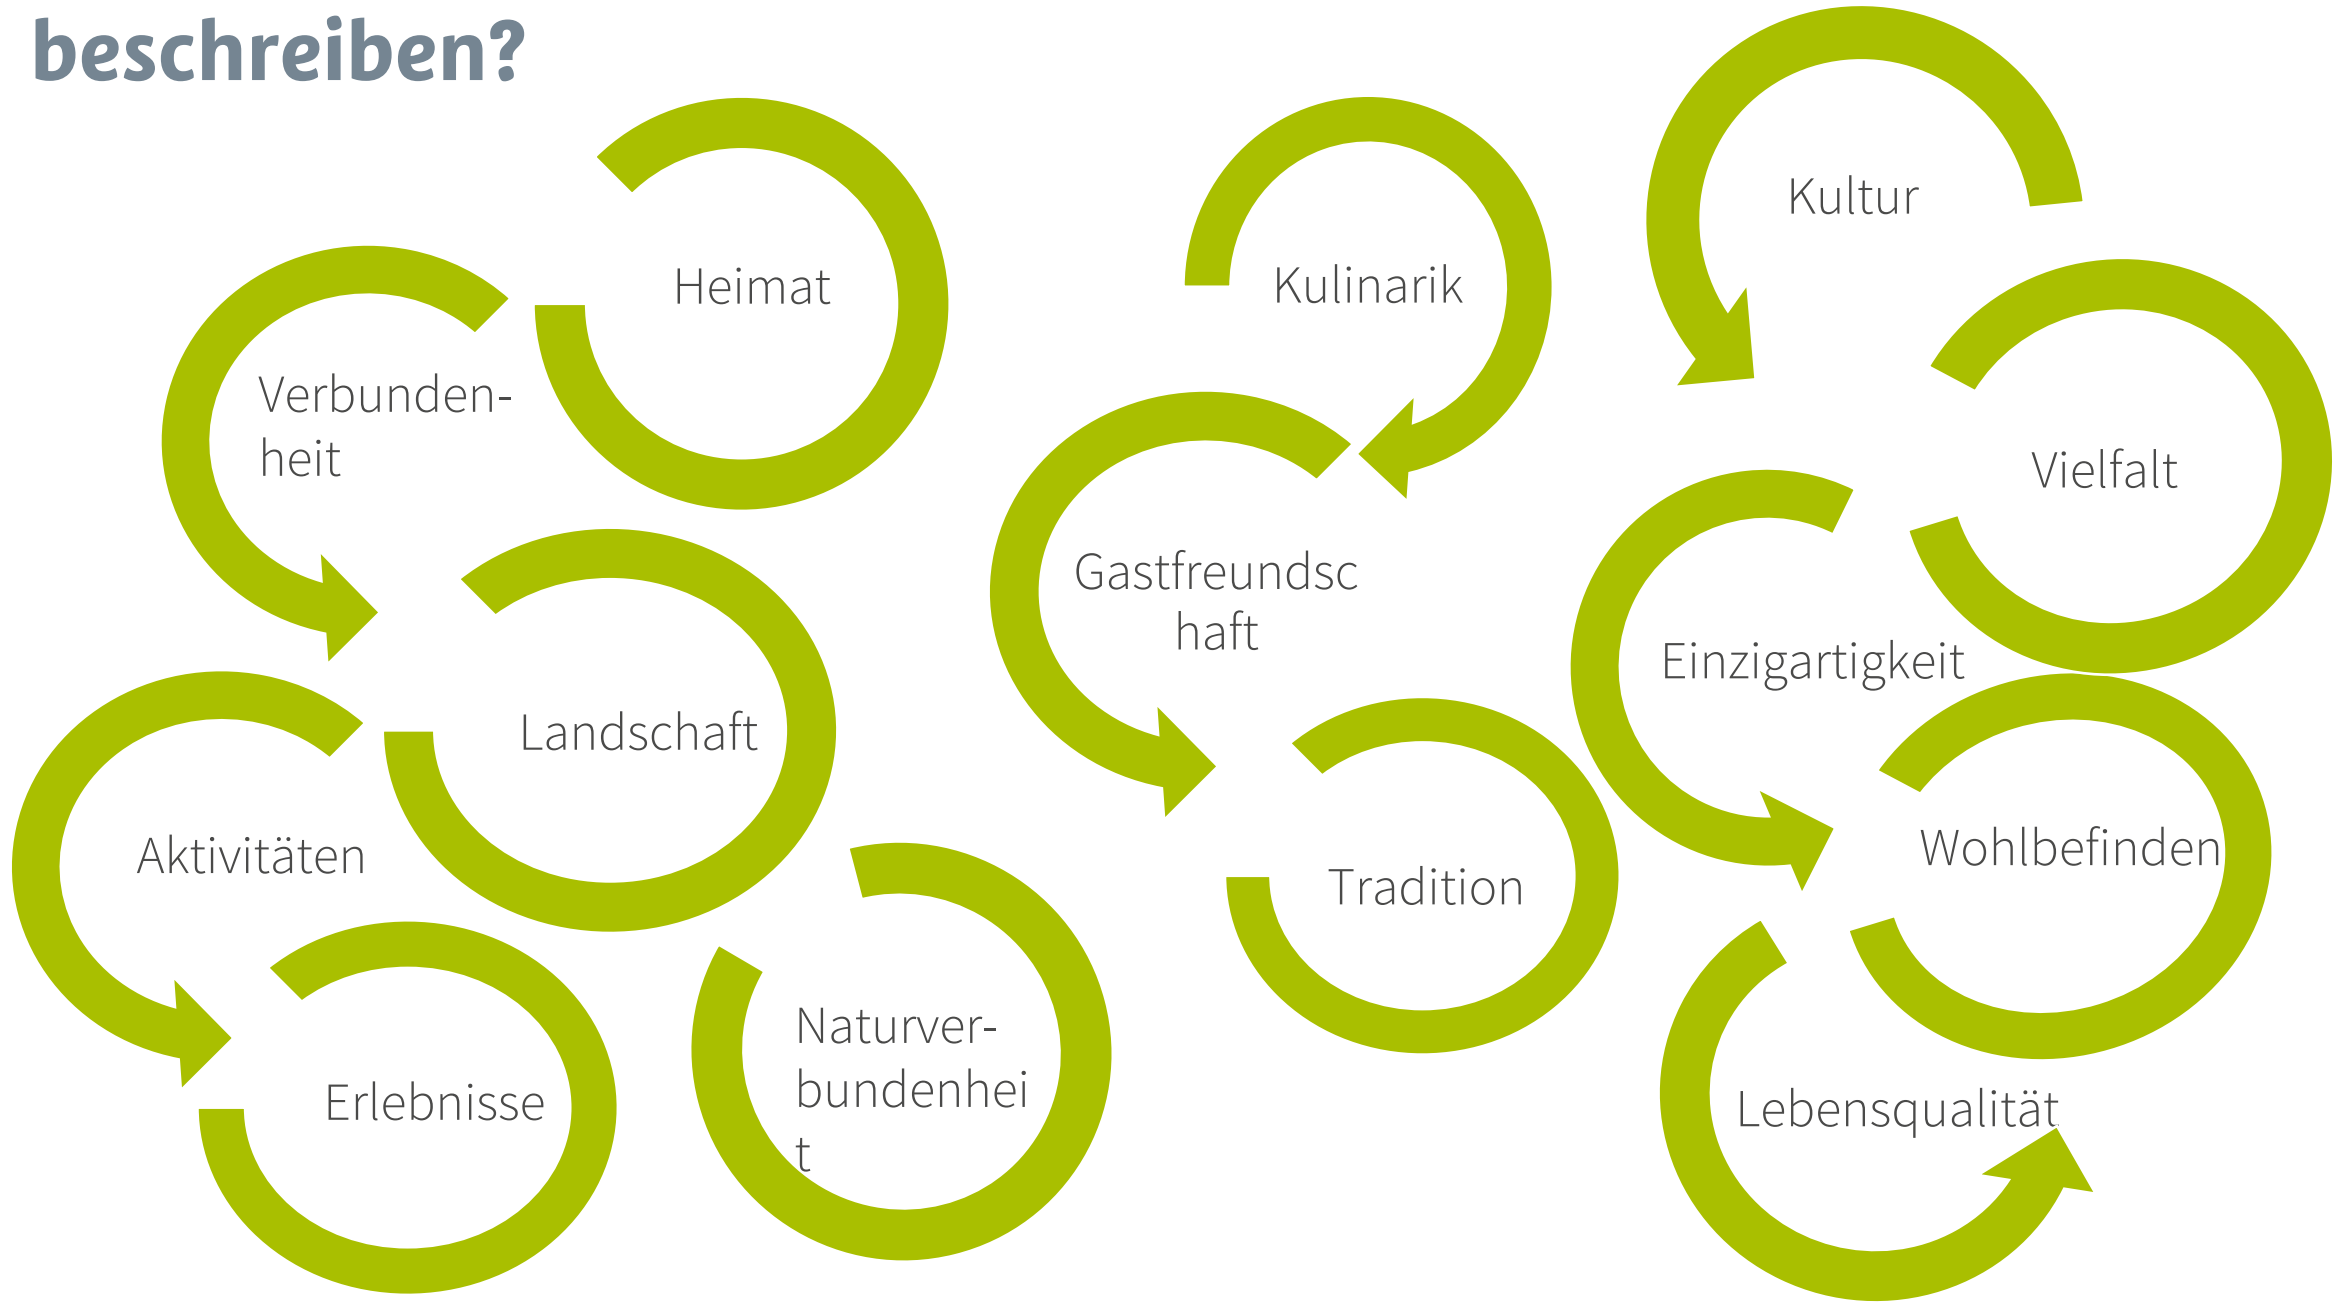 beschreiben?
Heimat
Verbunden-
heit
Landschaft
Aktivitäten
Erlebnisse
Naturver-
bundenhei
t
Kulinarik
Gastfreundsc
haft
Tradition
Kultur
Vielfalt
Einzigartigkeit
Wohlbefinden
Lebensqualität